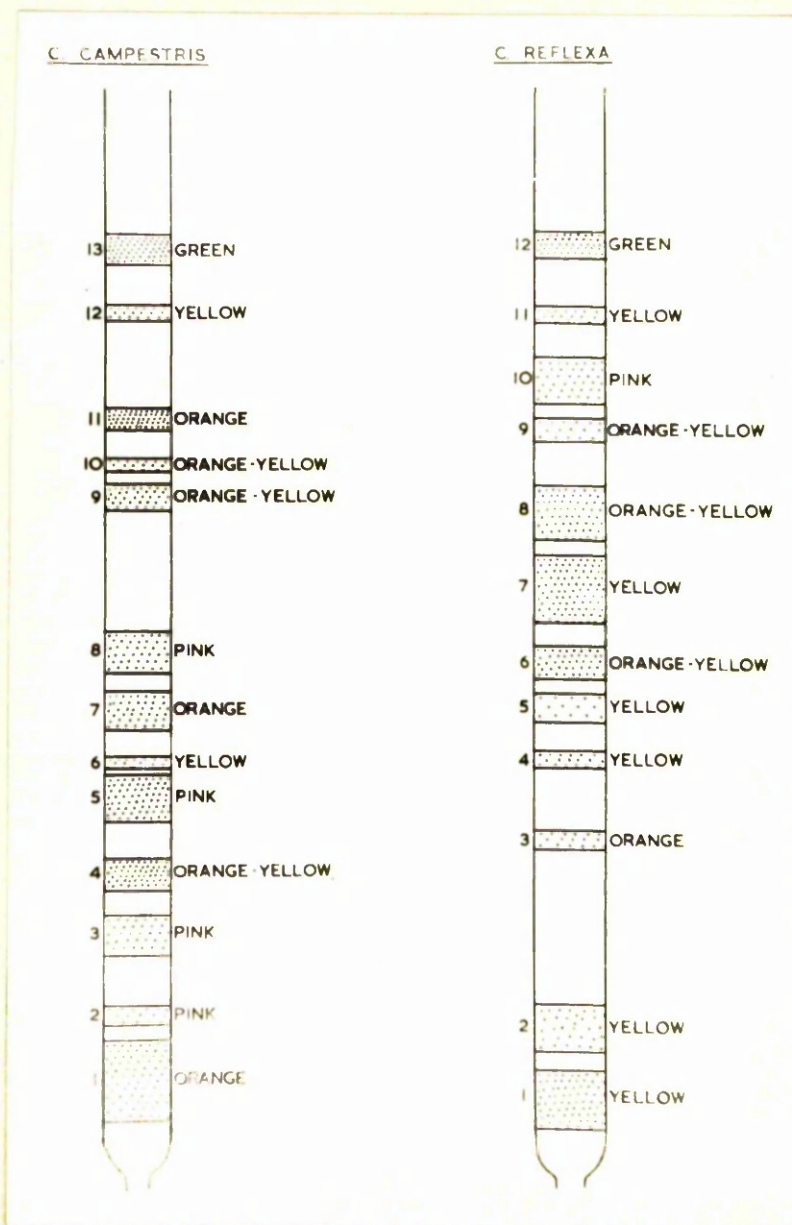 C. CAMPESTRIS
13 GREEN
12 YELLOW
11 ORANGE
10 ORANGE-YELLOW
9 ORANGE-YELLOW
8 PINK
7 ORANGE
6 YELLOW
5 PINK
4 ORANGE-YELLOW
3 PINK
2 PINK
1 ORANGE
C. REFLEXA
12 GREEN
11 YELLOW
10 PINK
9 ORANGE-YELLOW
8 ORANGE-YELLOW
7 YELLOW
6 ORANGE-YELLOW
5 YELLOW
4 YELLOW
3 ORANGE
2 YELLOW
1 YELLOW